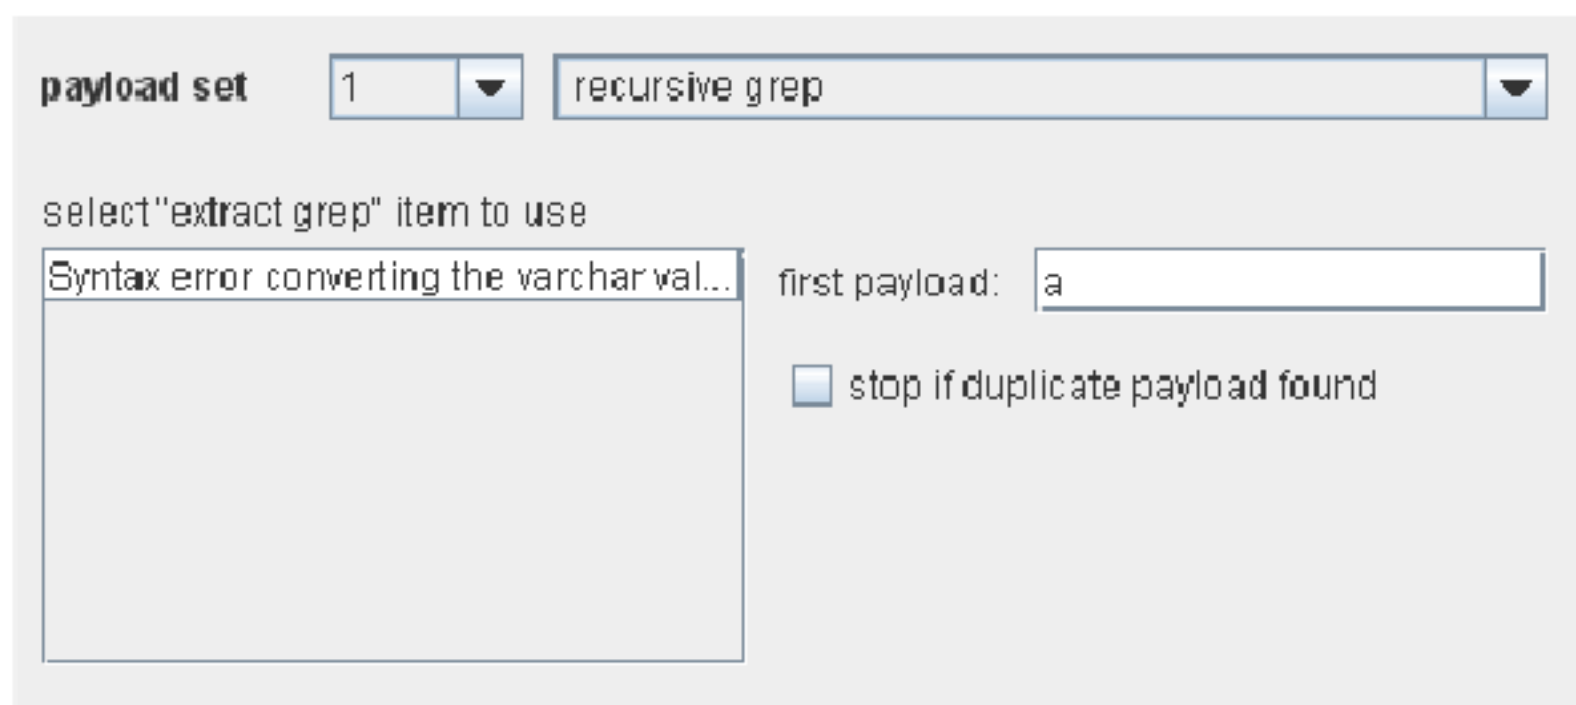 payload set 1 recursive grep
select "extract grep" item to use
Syntax error converting the varchar val... first payload: a
stop if duplicate payload found